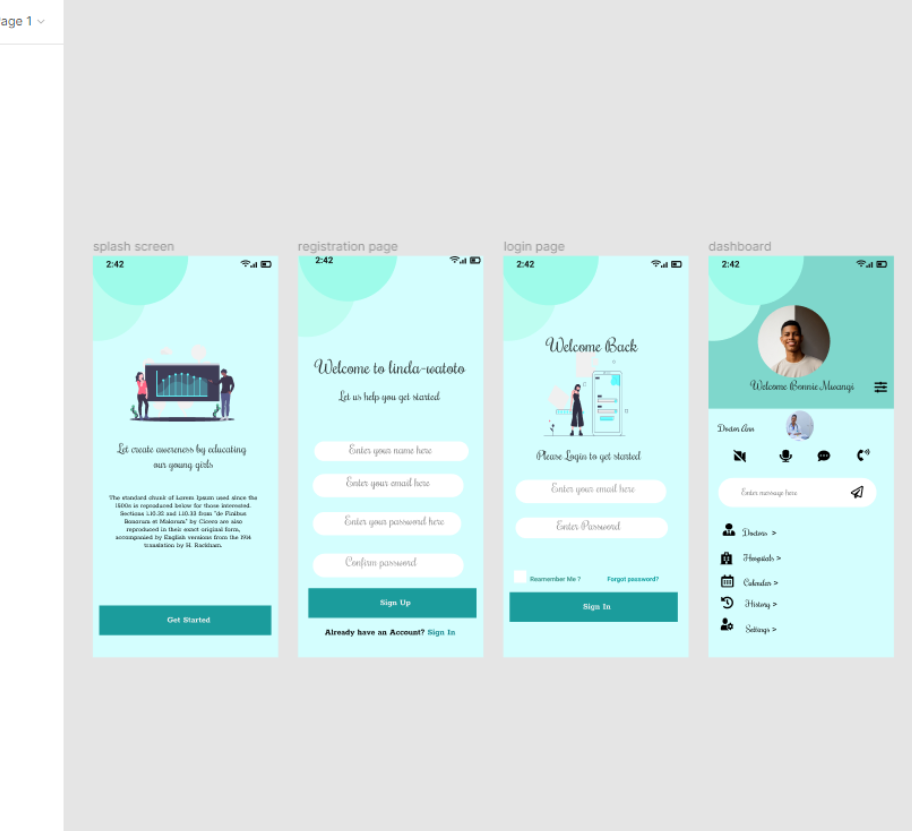 age 1
splash screen
registration page
login page
dashboard
2:42
Let create awereness by educating
our young girls
The standard chunk of Lorem Ipsum used since the
1500s is reproduced below for those interested.
Sections 1.10.32 and 1.10.33 from "de Finibus
Bonorum et Malorum" by Cicero are also
reproduced in their exact original form,
accompanied by English versions from the 1914
translation by H. Rackham.
Get Started
2:42
Welcome to linda-watoto
Let us help you get started
Enter your name here
Enter your email here
Enter your password here
Confirm password
Sign Up
Already have an Account? Sign In
2:42
Welcome Back
Please Login to get started
Enter your email here
Enter Password
Remember Me ?
Forgot password?
Sign In
2:42
Welcome Bonnie Mwangi
Doctor Ann
Enter message here
Doctors >
Hospitals >
Calender >
History >
Settings >